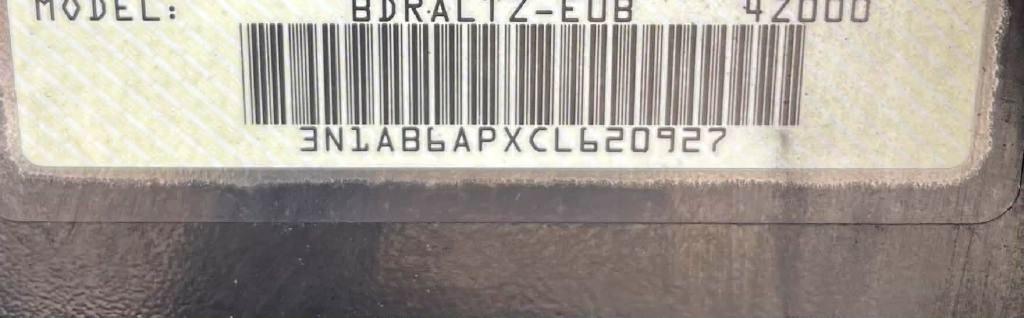 MODEL: BDRALTZ-EUB 42000
3N1AB6APXCL620927